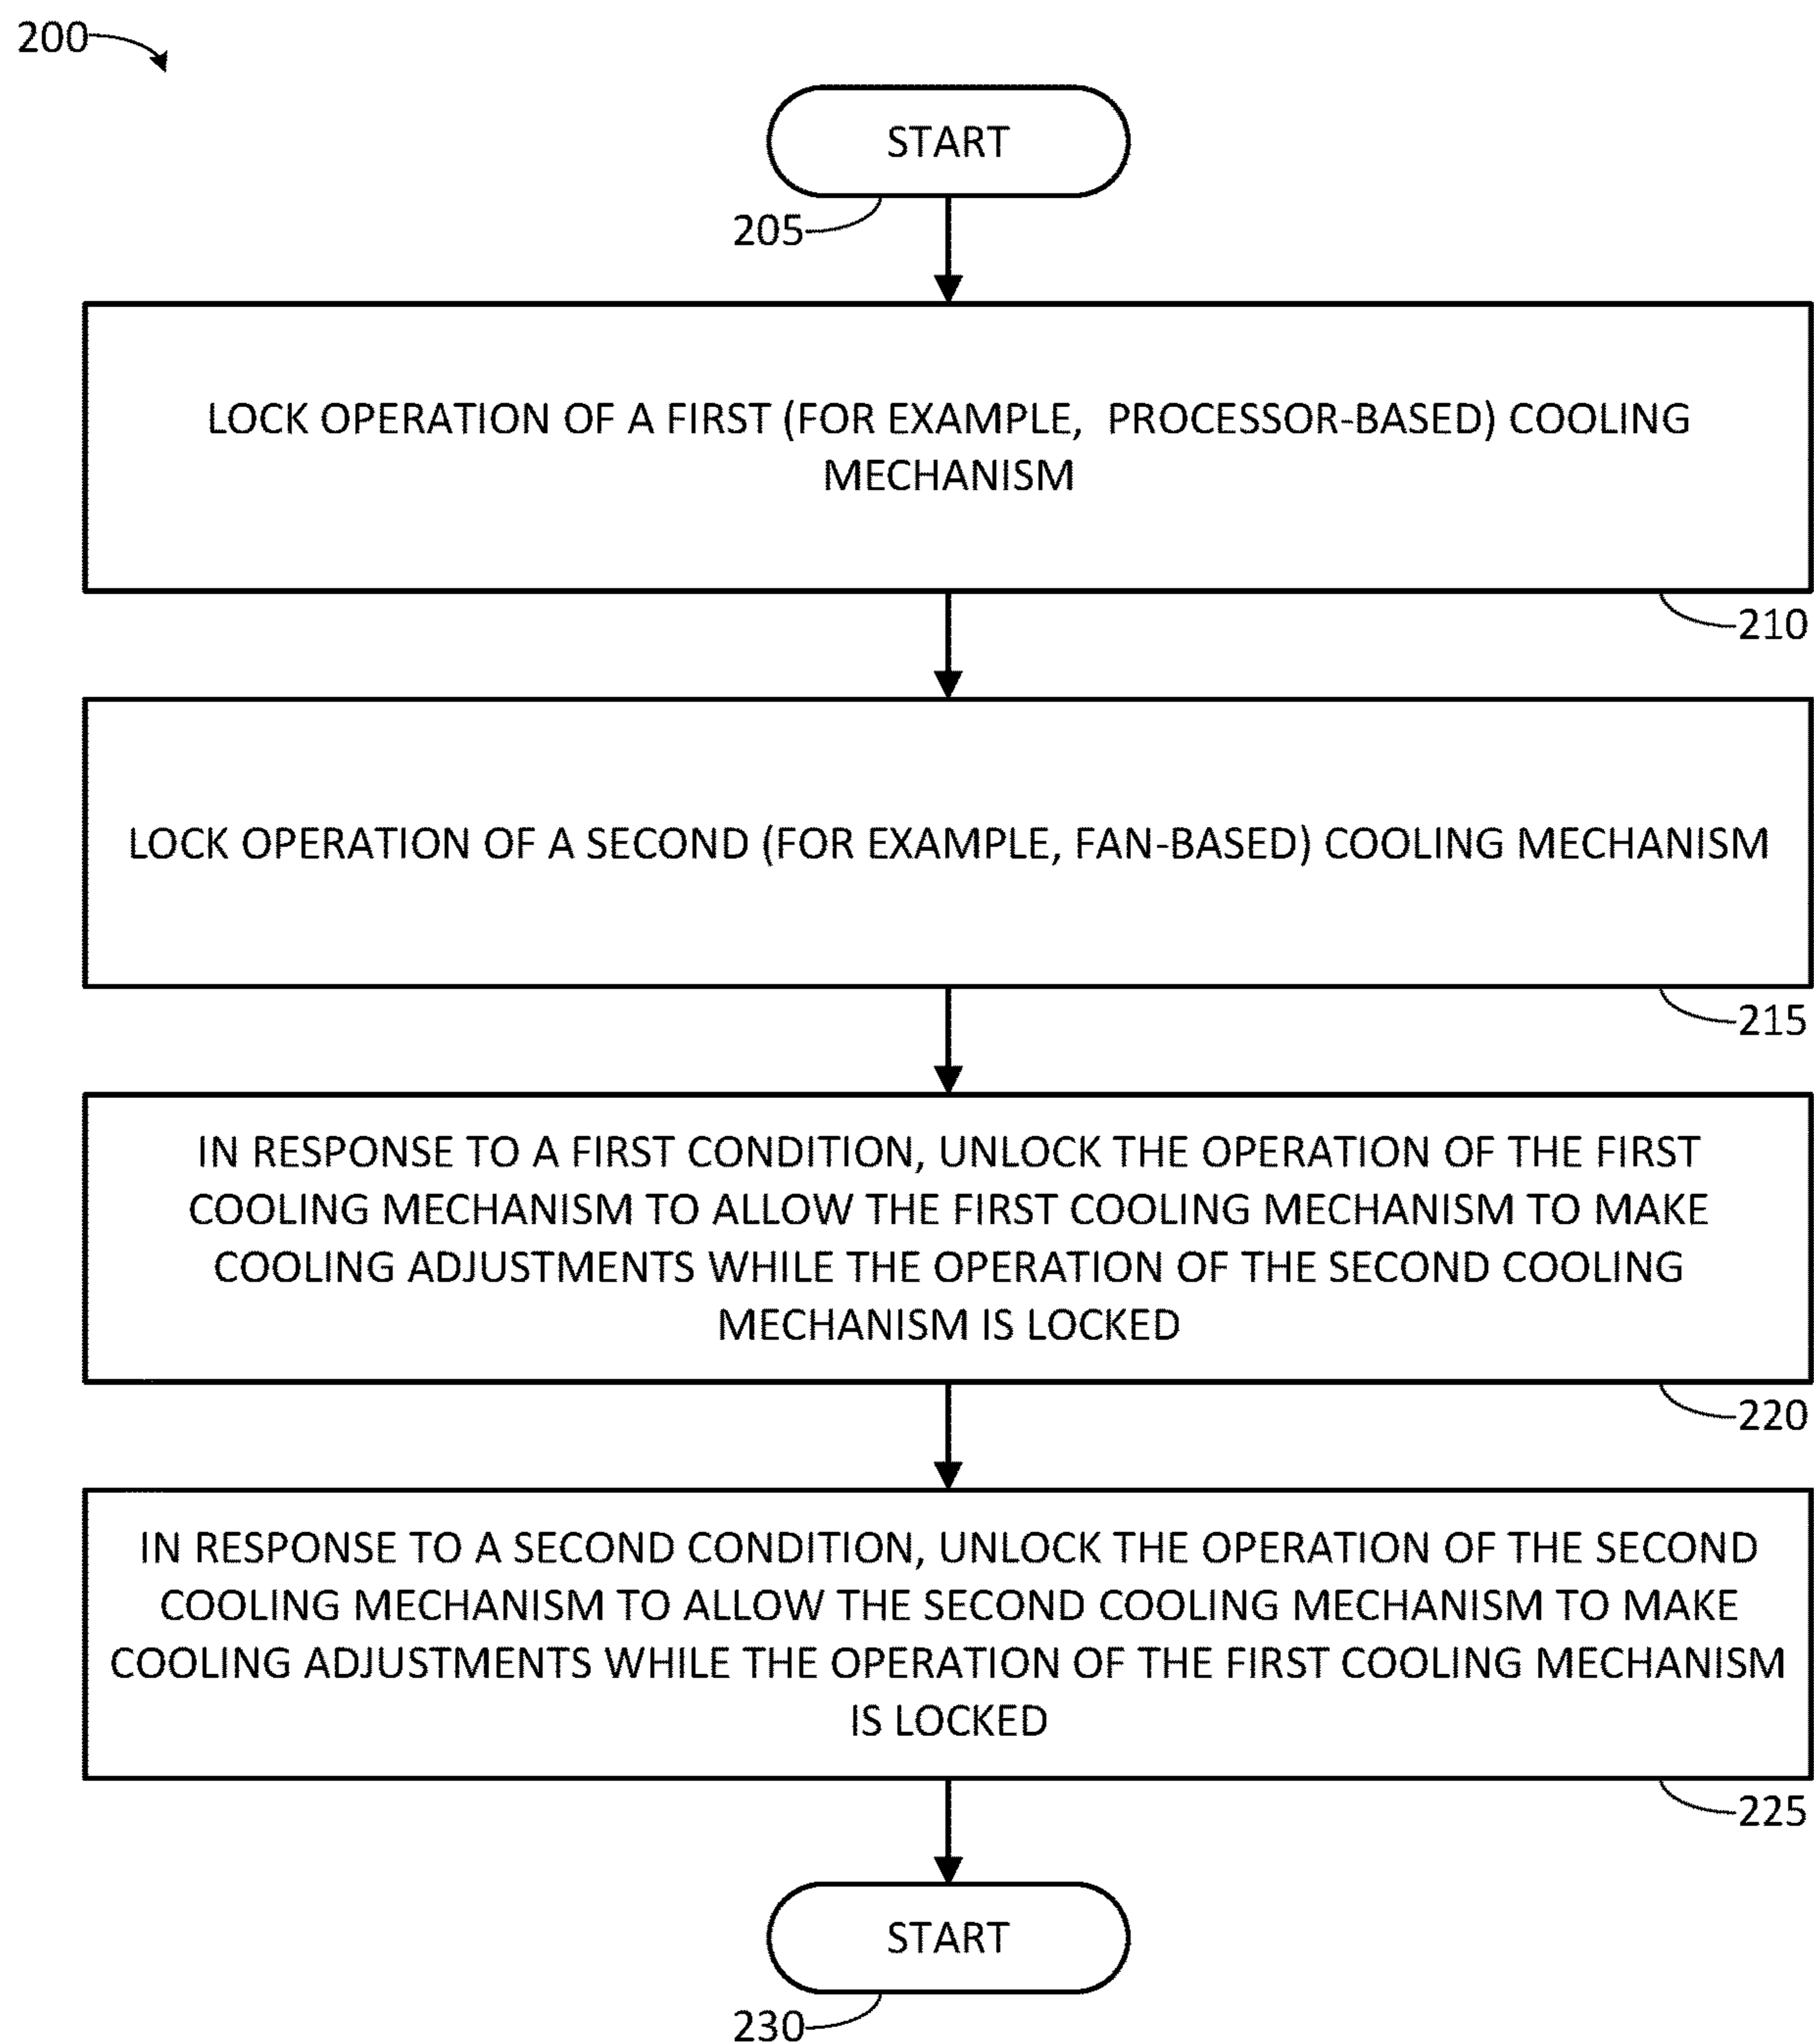 200
START
205
LOCK OPERATION OF A FIRST (FOR EXAMPLE, PROCESSOR-BASED) COOLING
MECHANISM
210
LOCK OPERATION OF A SECOND (FOR EXAMPLE, FAN-BASED) COOLING MECHANISM
215
IN RESPONSE TO A FIRST CONDITION, UNLOCK THE OPERATION OF THE FIRST
COOLING MECHANISM TO ALLOW THE FIRST COOLING MECHANISM TO MAKE
COOLING ADJUSTMENTS WHILE THE OPERATION OF THE SECOND COOLING
MECHANISM IS LOCKED
220
IN RESPONSE TO A SECOND CONDITION, UNLOCK THE OPERATION OF THE SECOND
COOLING MECHANISM TO ALLOW THE SECOND COOLING MECHANISM TO MAKE
COOLING ADJUSTMENTS WHILE THE OPERATION OF THE FIRST COOLING MECHANISM
IS LOCKED
225
START
230